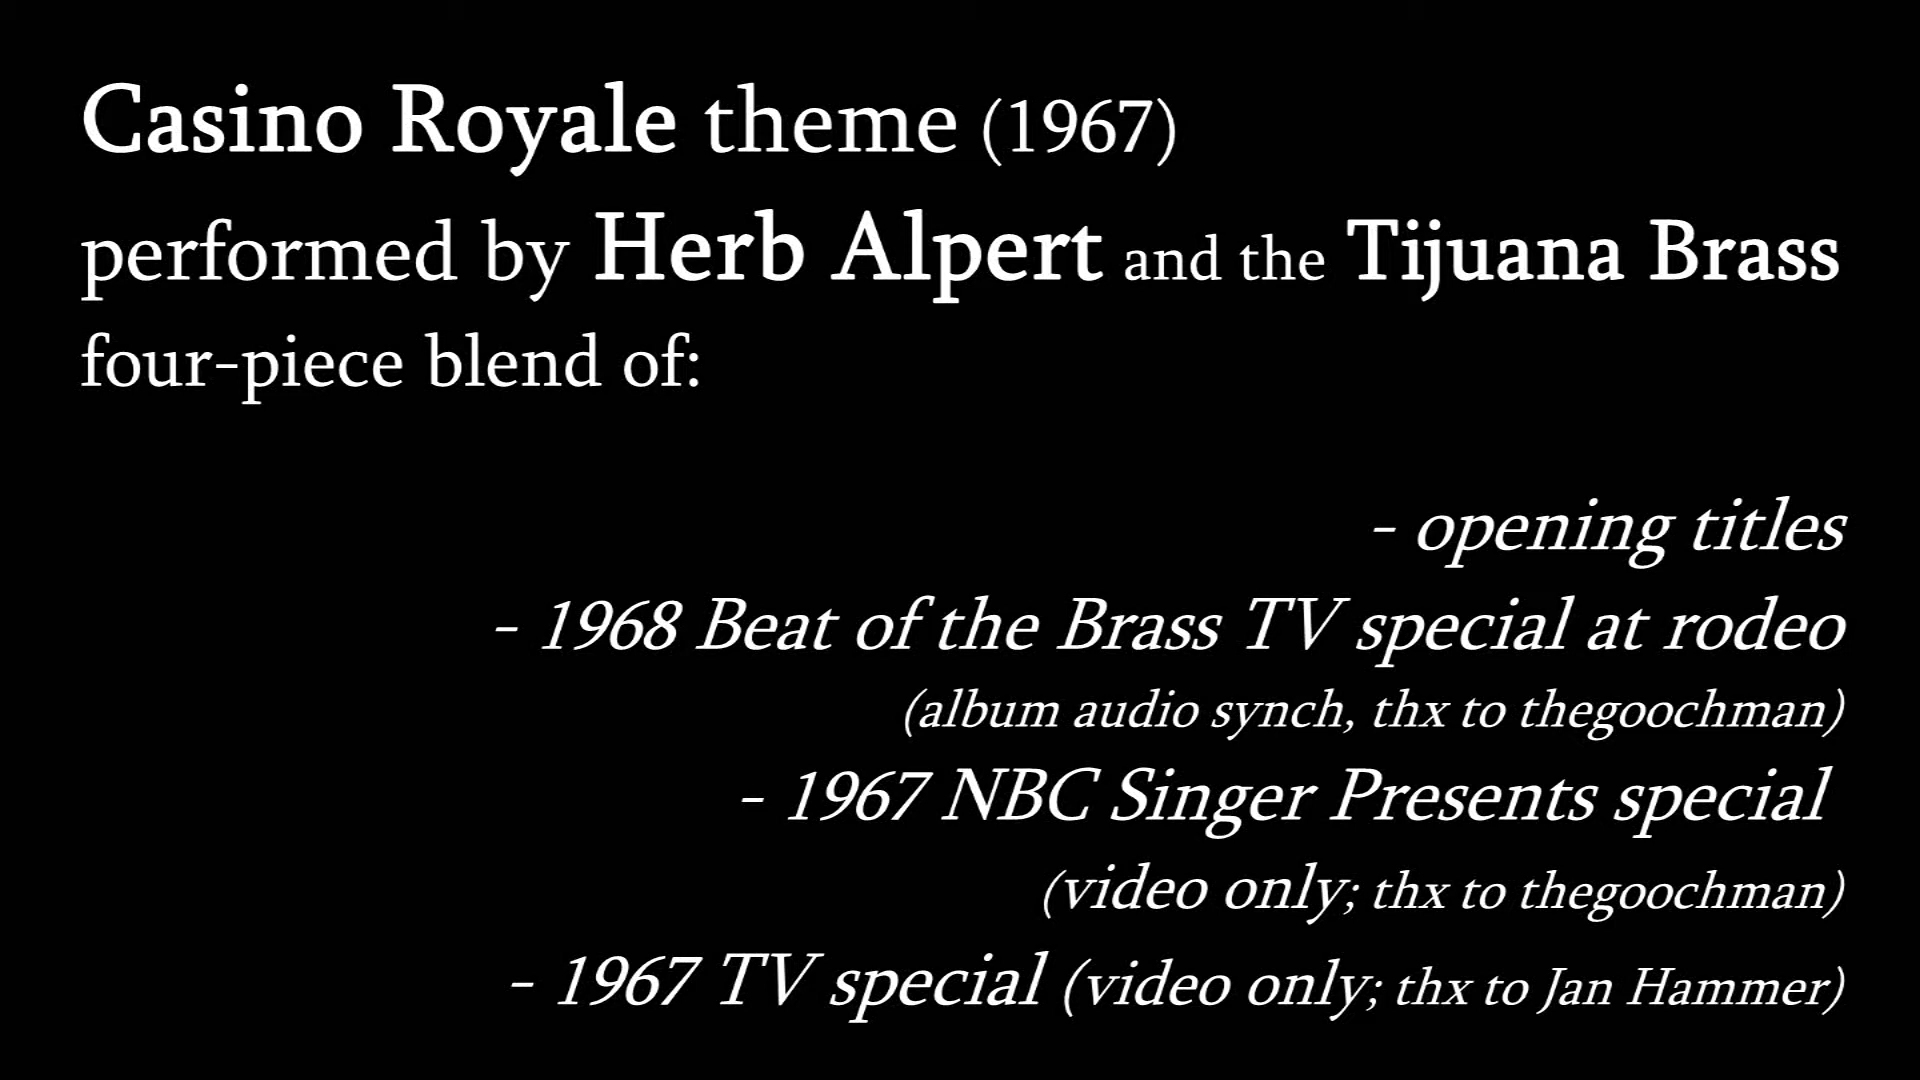 Casino Royale theme (1967)
performed by Herb Alpert and the Tijuana Brass
four-piece blend of:
- opening titles
- 1968 Beat of the Brass TV special at rodeo
(album audio synch, thx to thegoochman)
- 1967 NBC Singer Presents special
(video only; thx to thegoochman)
- 1967 TV special (video only; thx to Jan Hammer)